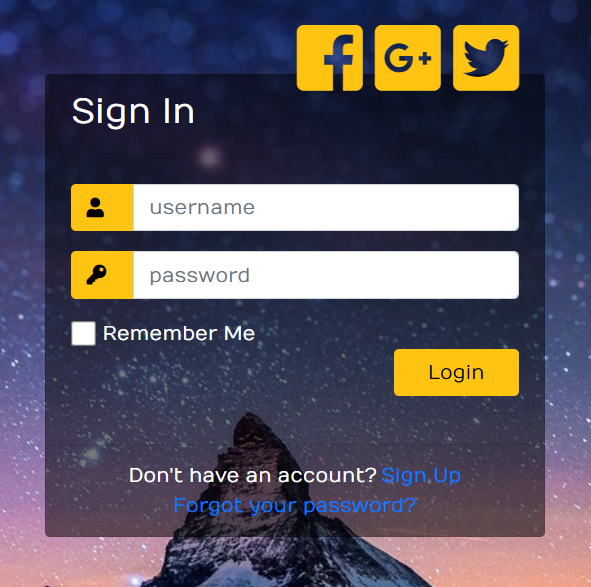 Sign In
username
password
Remember Me
Login
Don't have an account? Sign Up
Forgot your password?